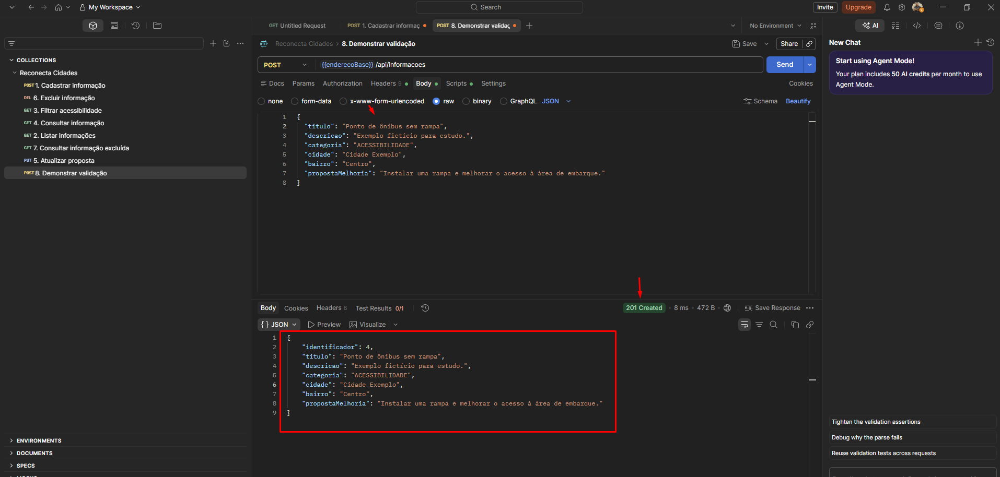 My Workspace
Search
Invite
Upgrade
GET Untitled Request
POST 1. Cadastrar informaç
POST 8. Demonstrar validaç
No Environment
AI
COLLECTIONS
Reconecta Cidades
POST 1. Cadastrar informação
DEL 6. Excluir informação
GET 3. Filtrar acessibilidade
GET 4. Consultar informação
GET 2. Listar informações
GET 7. Consultar informação excluída
PUT 5. Atualizar proposta
POST 8. Demonstrar validação
ENVIRONMENTS
DOCUMENTS
SPECS
HTTP Reconecta Cidades > 8. Demonstrar validação
Save
Share
POST
{{enderecoBase}} /api/informacoes
Send
Docs Params Authorization Headers 9 Body Scripts Settings
Cookies
none form-data x-www-form-urlencoded raw binary GraphQL JSON
Schema Beautify
1 {
2 "titulo": "Ponto de ônibus sem rampa",
3 "descricao": "Exemplo fictício para estudo.",
4 "categoria": "ACESSIBILIDADE",
5 "cidade": "Cidade Exemplo",
6 "bairro": "Centro",
7 "propostaMelhoria": "Instalar uma rampa e melhorar o acesso à área de embarque."
8 }
Body Cookies Headers 6 Test Results 0/1
201 Created • 8 ms • 472 B
e.g. Save Response
{} JSON Preview Visualize
1 {
2 "identificador": 4,
3 "titulo": "Ponto de ônibus sem rampa",
4 "descricao": "Exemplo fictício para estudo.",
5 "categoria": "ACESSIBILIDADE",
6 "cidade": "Cidade Exemplo",
7 "bairro": "Centro",
8 "propostaMelhoria": "Instalar uma rampa e melhorar o acesso à área de embarque."
9 }
New Chat
Start using Agent Mode!
Your plan includes 50 AI credits per month to use
Agent Mode.
Tighten the validation assertions
Debug why the parse fails
Reuse validation tests across requests